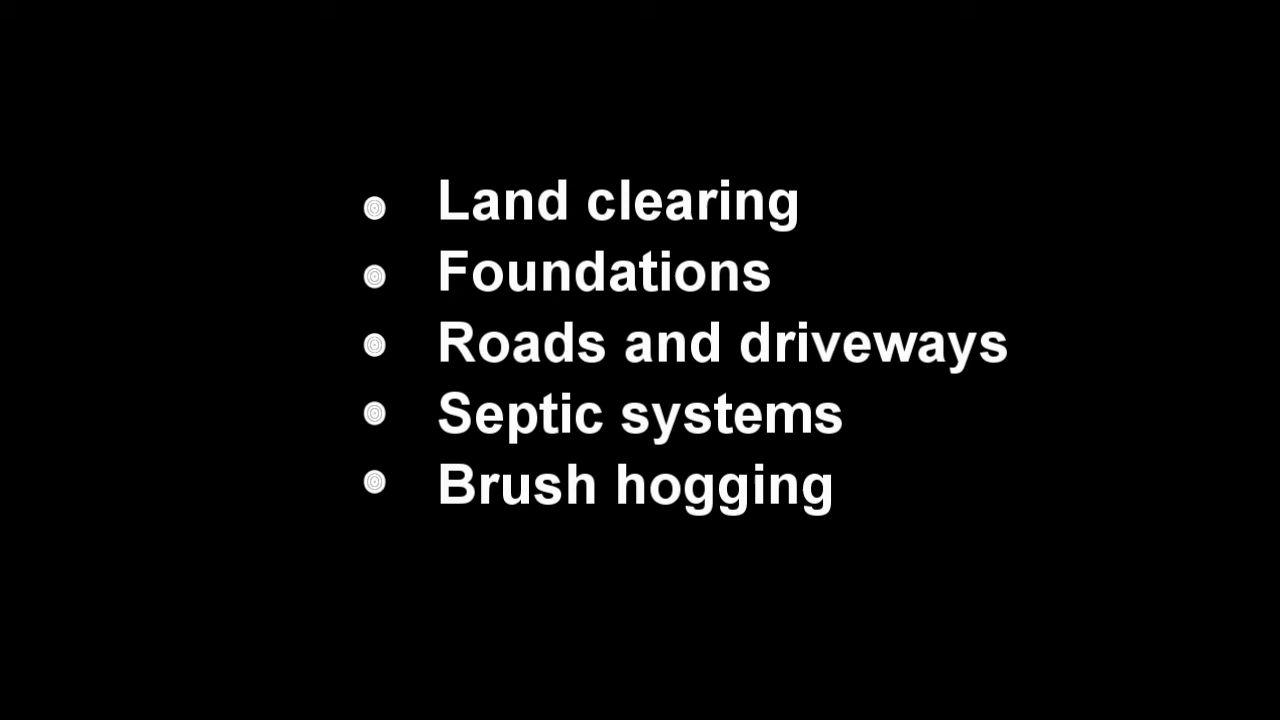 Land clearing
Foundations
Roads and driveways
Septic systems
Brush hogging